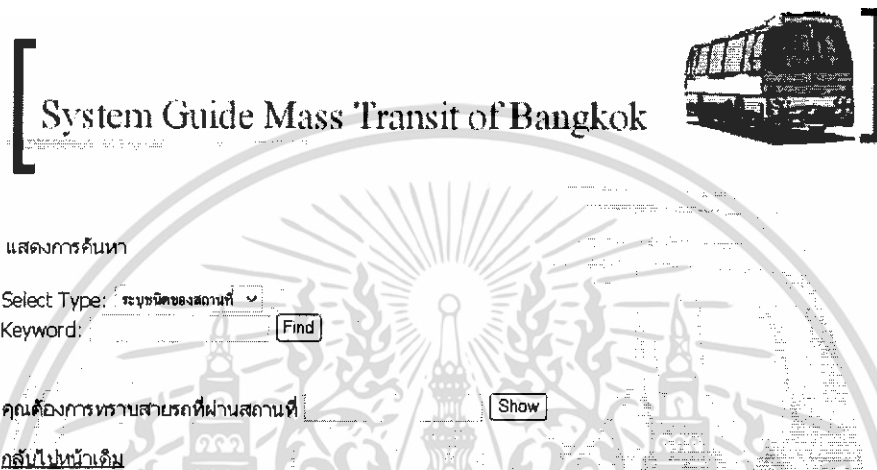 System Guide Mass Transit of Bangkok
แสดงการค้นหา
Select Type: ระบุชนิดของสถานที่
Keyword: Find
คุณต้องการทราบสายรถที่ผ่านสถานที่ Show
กลับไปหน้าเดิม